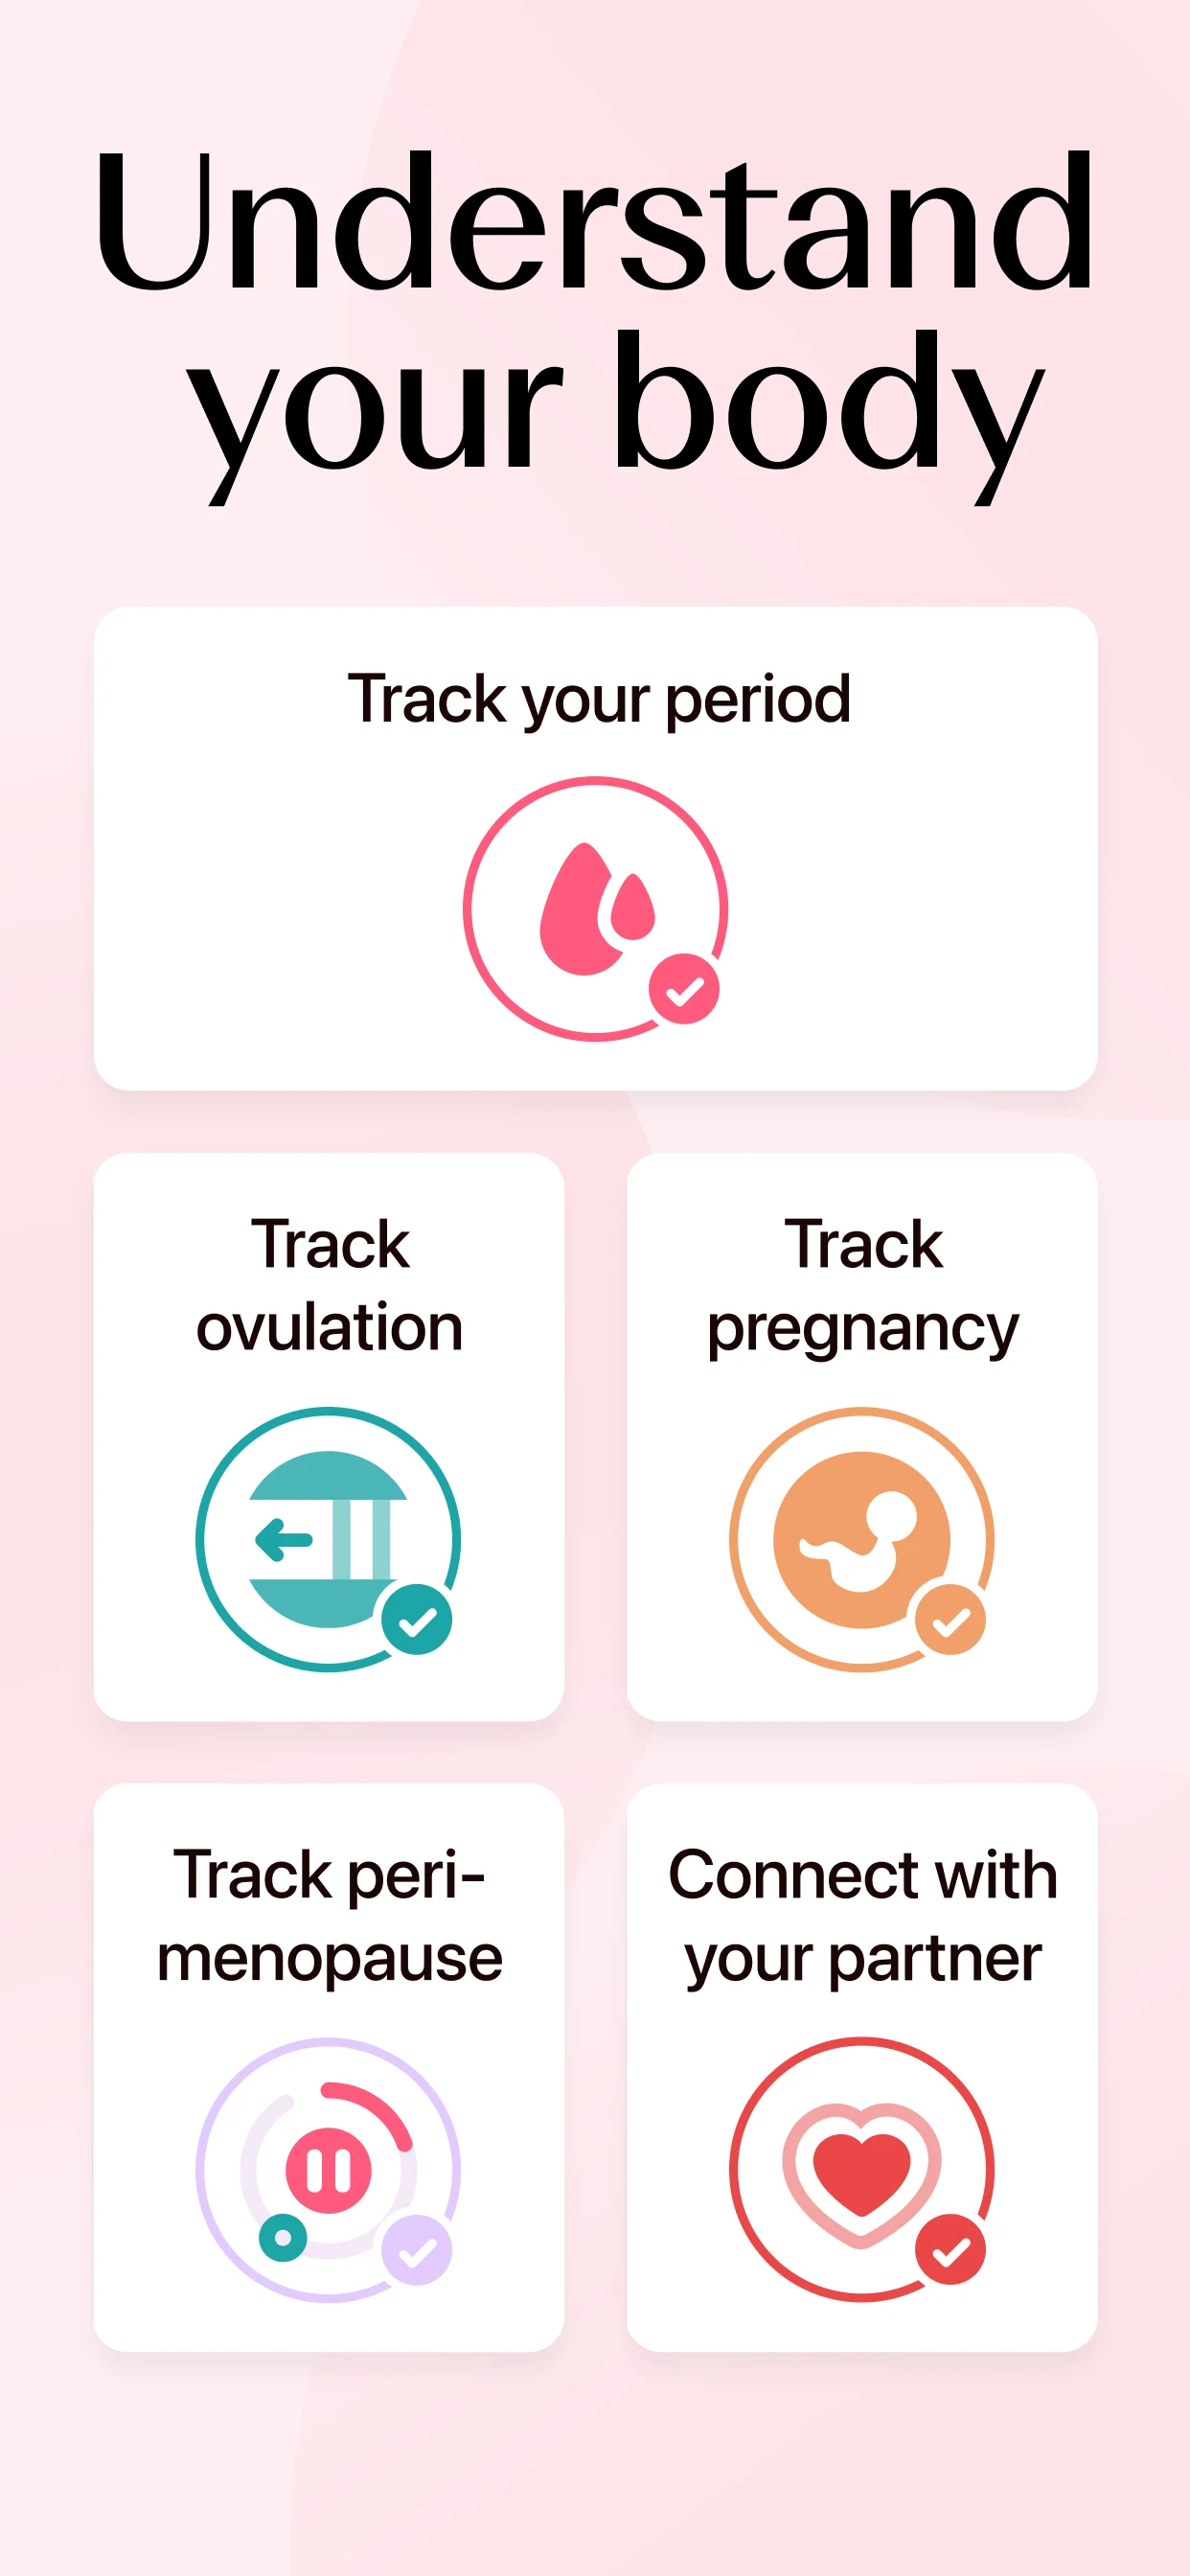 Understand
your body
Track your period
Track
ovulation
Track
pregnancy
Track peri-
menopause
Connect with
your partner